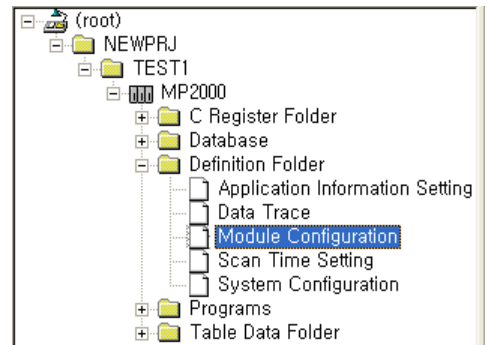 (root)
NEWPRJ
TEST1
MP2000
C Register Folder
Database
Definition Folder
Application Information Setting
Data Trace
Module Configuration
Scan Time Setting
System Configuration
Programs
Table Data Folder